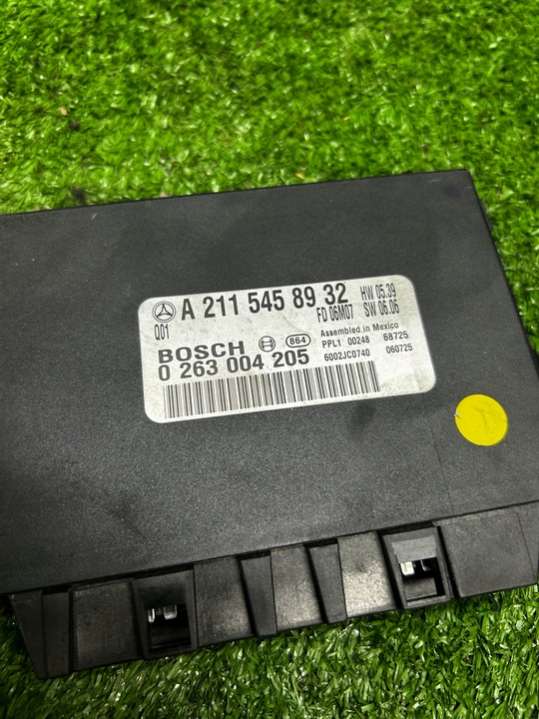 A 211 545 89 32 HW 05.39
Q01 FD 06M07 SW 06.06
Assembled in Mexico
BOSCH 864 PPL1 00248 68725
0 263 004 205 6002JC0740 060725